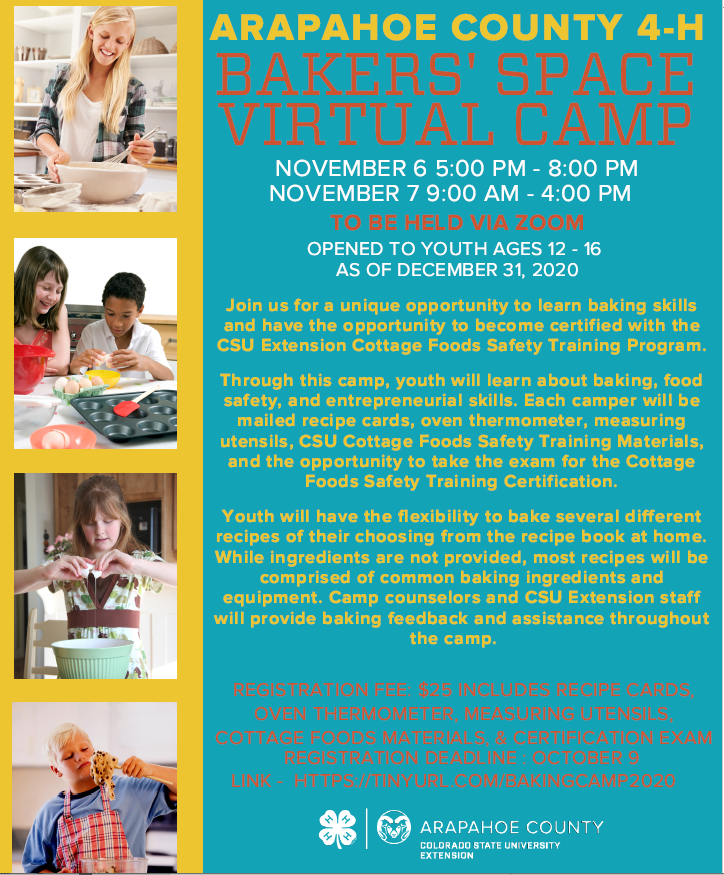 ARAPAHOE COUNTY 4-H
BAKERS' SPACE
VIRTUAL CAMP
NOVEMBER 6 5:00 PM - 8:00 PM
NOVEMBER 7 9:00 AM - 4:00 PM
TO BE HELD VIA ZOOM
OPENED TO YOUTH AGES 12 - 16
AS OF DECEMBER 31, 2020
Join us for a unique opportunity to learn baking skills
and have the opportunity to become certified with the
CSU Extension Cottage Foods Safety Training Program.
Through this camp, youth will learn about baking, food
safety, and entrepreneurial skills. Each camper will be
mailed recipe cards, oven thermometer, measuring
utensils, CSU Cottage Foods Safety Training Materials,
and the opportunity to take the exam for the Cottage
Foods Safety Training Certification.
Youth will have the flexibility to bake several different
recipes of their choosing from the recipe book at home.
While ingredients are not provided, most recipes will be
comprised of common baking ingredients and
equipment. Camp counselors and CSU Extension staff
will provide baking feedback and assistance throughout
the camp.
REGISTRATION FEE: $25 INCLUDES RECIPE CARDS,
OVEN THERMOMETER, MEASURING UTENSILS,
COTTAGE FOODS MATERIALS, & CERTIFICATION EXAM
REGISTRATION DEADLINE : OCTOBER 9
LINK - HTTPS://TINYURL.COM/BAKINGCAMP2020
H H H H
ARAPAHOE COUNTY
COLORADO STATE UNIVERSITY
EXTENSION